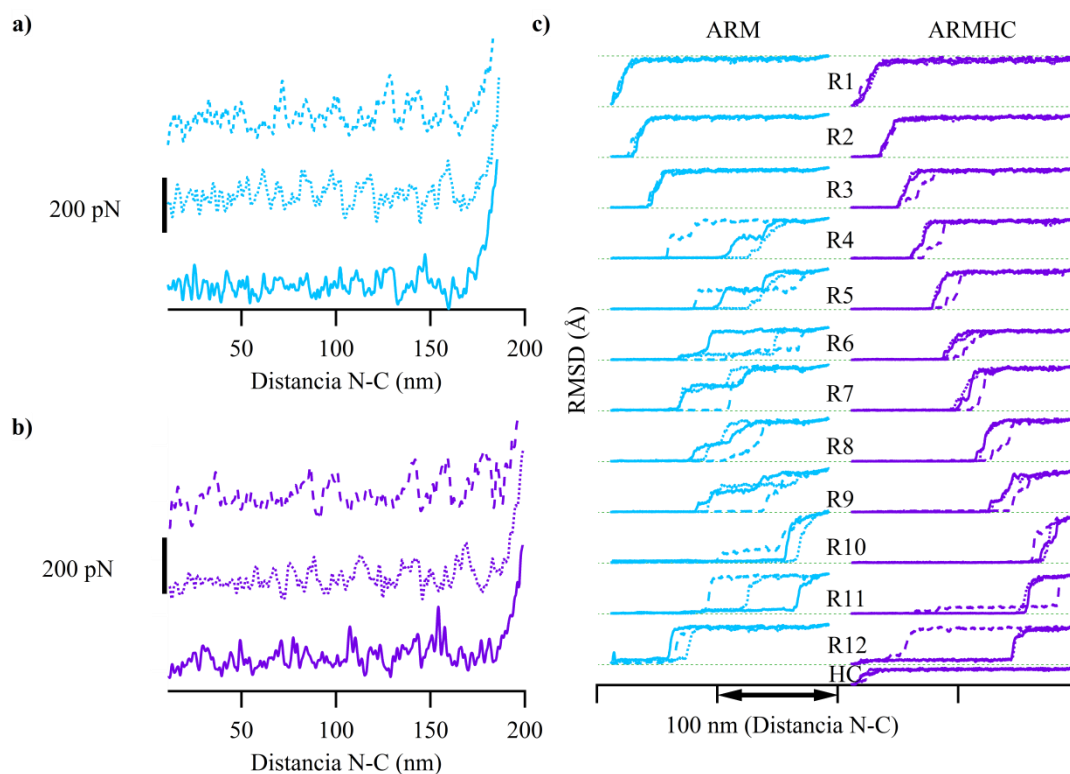 a)
200 pN
50 100 150 200
Distancia N-C (nm)
b)
200 pN
50 100 150 200
Distancia N-C (nm)
c)
ARM ARMHC
RMSD (Å)
R1
R2
R3
R4
R5
R6
R7
R8
R9
R10
R11
R12
HC
100 nm (Distancia N-C)